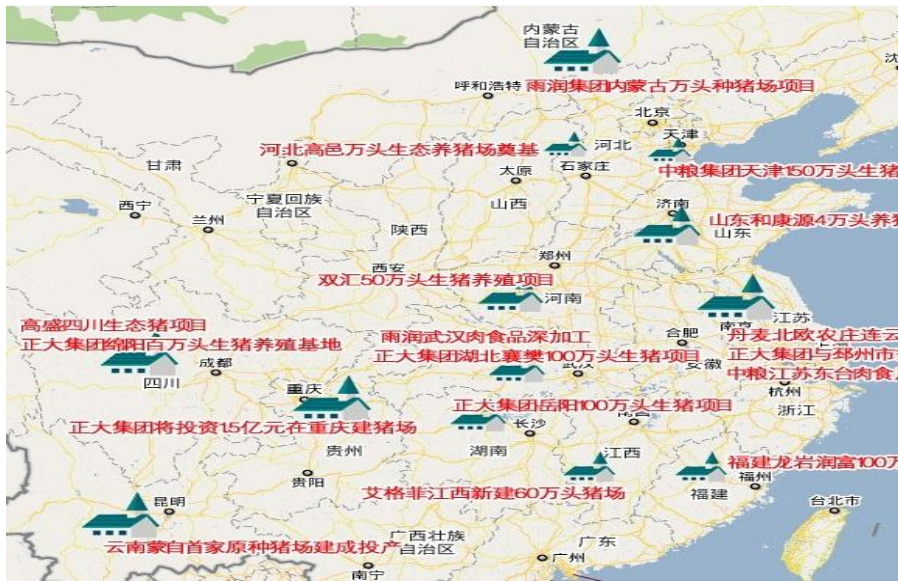 内蒙古
自治区
沈
呼和浩特
雨润集团内蒙古万头种猪场项目
北京
天津
河北高邑万头生态养猪场奠基
河北
甘肃
石家庄
太原
中粮集团天津150万头生猪
宁夏回族
自治区
山西
西宁
兰州
济南
山东和康源4万头养猪
山东
陕西
郑州
西安
双汇50万头生猪养殖项目
河南
江苏
南京
高盛四川生态猪项目
雨润武汉肉食品深加工
合肥
丹麦北欧农庄连云
正大集团绵阳百万头生猪养殖基地
成都
正大集团湖北襄樊100万头生猪项目
武汉
安徽
正大集团与邳州市
四川
中粮江苏东台肉食
杭州
重庆
正大集团岳阳100万头生猪项目
南昌
浙江
正大集团将投资1.5亿元在重庆建猪场
长沙
贵州
湖南
江西
福建龙岩润富100万
贵阳
艾格菲江西新建60万头猪场
福建
福州
昆明
台北市
云南蒙自首家原种猪场建成投产
广西壮族
自治区
广东
广州
南宁